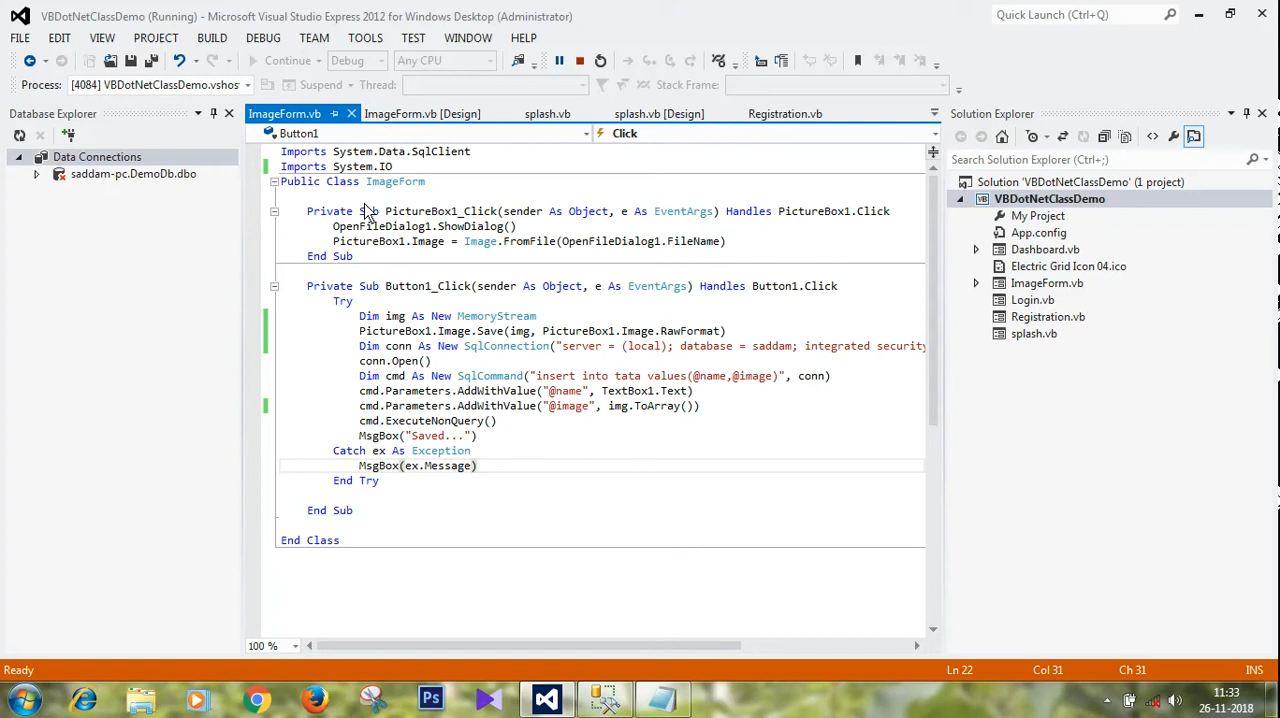 VBDotNetClassDemo (Running) - Microsoft Visual Studio Express 2012 for Windows Desktop (Administrator)
Quick Launch (Ctrl+Q)
FILE EDIT VIEW PROJECT BUILD DEBUG TEAM TOOLS TEST WINDOW HELP
Continue Debug Any CPU
Process: [4084] VBDotNetClassDemo.vshos Suspend Thread: Stack Frame:
Database Explorer
ImageForm.vb ImageForm.vb [Design] splash.vb splash.vb [Design] Registration.vb
Solution Explorer
Button1 Click
Data Connections
saddam-pc.DemoDb.dbo
Imports System.Data.SqlClient
Imports System.IO
Public Class ImageForm
Private Sub PictureBox1_Click(sender As Object, e As EventArgs) Handles PictureBox1.Click
OpenFileDialog1.ShowDialog()
PictureBox1.Image = Image.FromFile(OpenFileDialog1.FileName)
End Sub
Private Sub Button1_Click(sender As Object, e As EventArgs) Handles Button1.Click
Try
Dim img As New MemoryStream
PictureBox1.Image.Save(img, PictureBox1.Image.RawFormat)
Dim conn As New SqlConnection("server = (local); database = saddam; integrated security
conn.Open()
Dim cmd As New SqlCommand("insert into tata values(@name,@image)", conn)
cmd.Parameters.AddWithValue("@name", TextBox1.Text)
cmd.Parameters.AddWithValue("@image", img.ToArray())
cmd.ExecuteNonQuery()
MsgBox("Saved...")
Catch ex As Exception
MsgBox(ex.Message)
End Try
End Sub
End Class
100 %
Search Solution Explorer (Ctrl+;)
Solution 'VBDotNetClassDemo' (1 project)
VBDotNetClassDemo
My Project
App.config
Dashboard.vb
Electric Grid Icon 04.ico
ImageForm.vb
Login.vb
Registration.vb
splash.vb
Ready Ln 22 Col 31 Ch 31 INS
Ps
11:33
26-11-2018